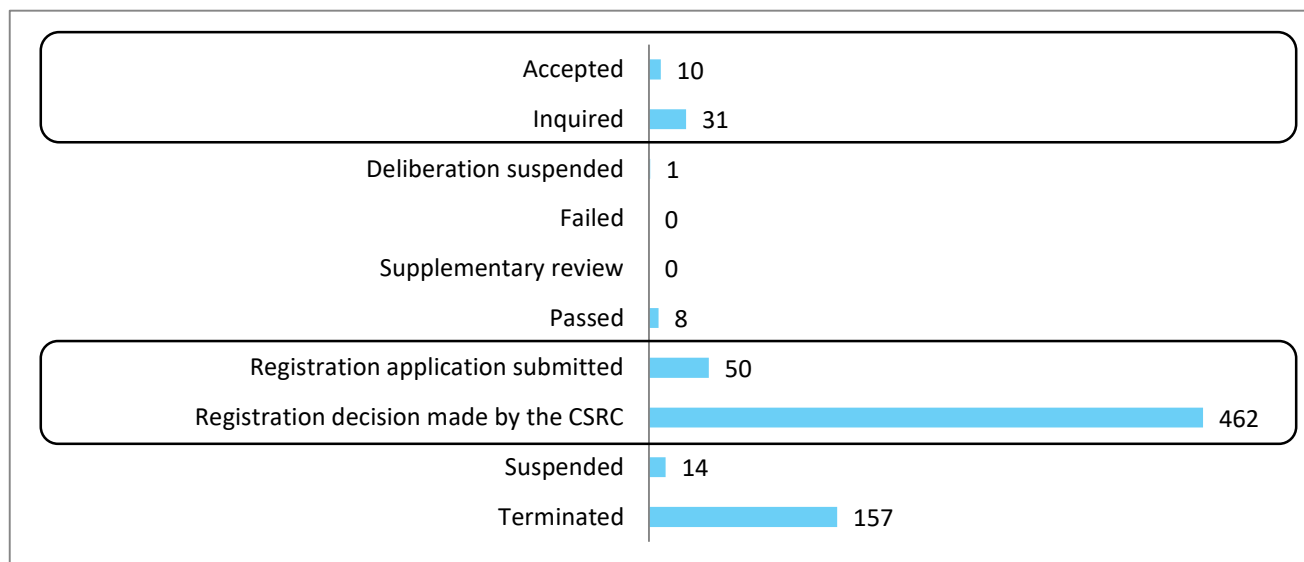 Accepted 10
Inquired 31
Deliberation suspended 1
Failed 0
Supplementary review 0
Passed 8
Registration application submitted 50
Registration decision made by the CSRC 462
Suspended 14
Terminated 157